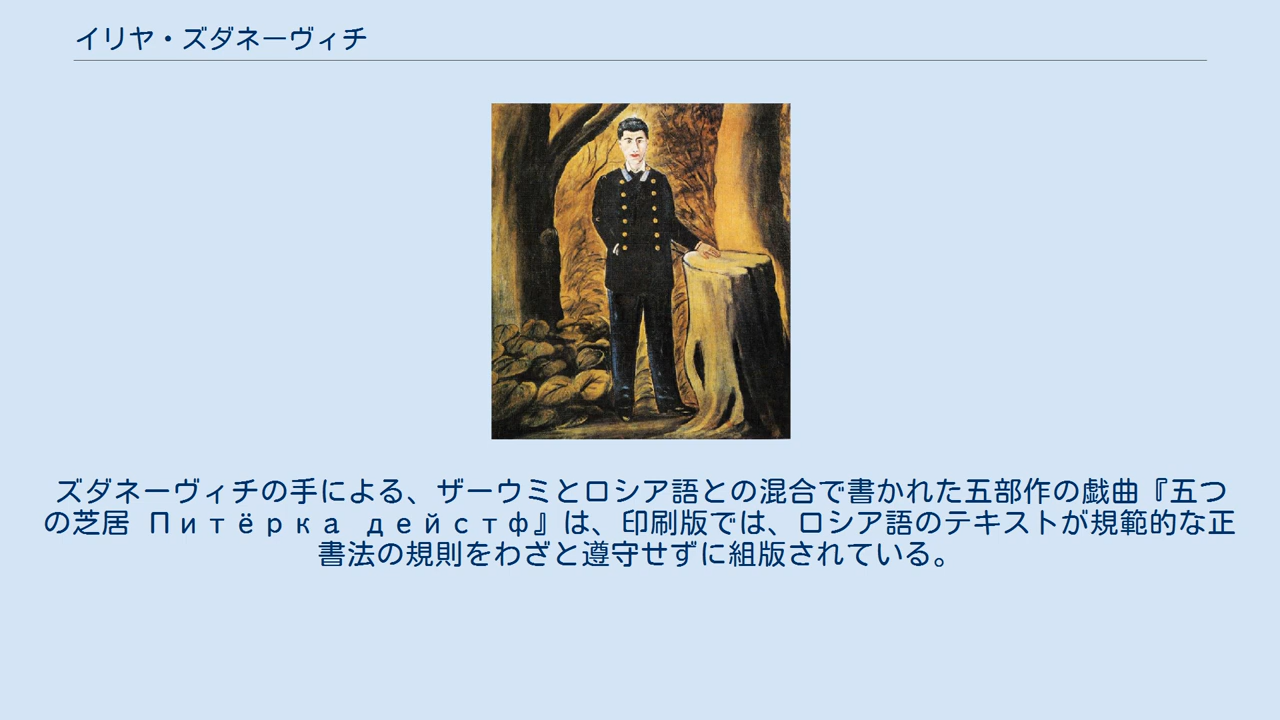 イリヤ・ズダネーヴィチ
ズダネーヴィチの手による、ザーウミとロシア語との混合で書かれた五部作の戯曲『五つ
の芝居 Питёрка дейстф』は、印刷版では、ロシア語のテキストが規範的な正
書法の規則をわざと遵守せずに組版されている。